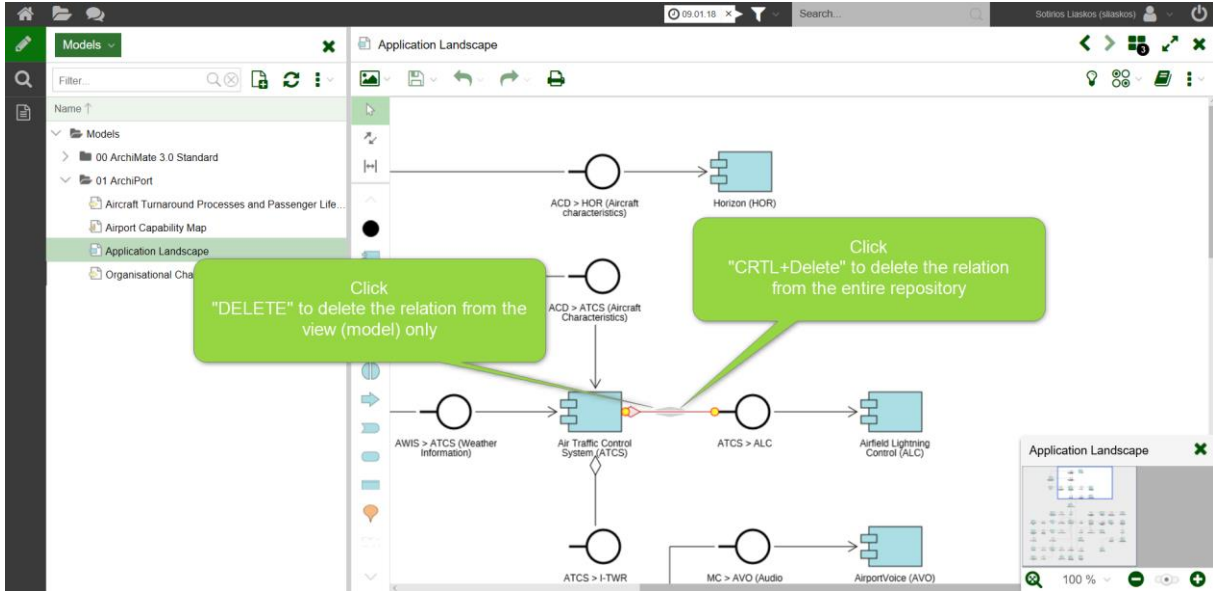 09.01.18
Search...
Sotirios Liaskos (sliaskos)
Models
Application Landscape
3
Filter...
Name
Models
00 ArchiMate 3.0 Standard
01 ArchiPort
Aircraft Turnaround Processes and Passenger Life...
Airport Capability Map
Application Landscape
Organisational Cha
ACD > HOR (Aircraft
characteristics)
Horizon (HOR)
Click
"DELETE" to delete the relation from the
view (model) only
Click
"CRTL+Delete" to delete the relation
from the entire repository
ACD > ATCS (Aircraft
Characteristics)
AWIS > ATCS (Weather
Information)
Air Traffic Control
System (ATCS)
ATCS > ALC
Airfield Lightning
Control (ALC)
ATCS > I-TWR
MC > AVO (Audio
AirportVoice (AVO)
Application Landscape
100 %